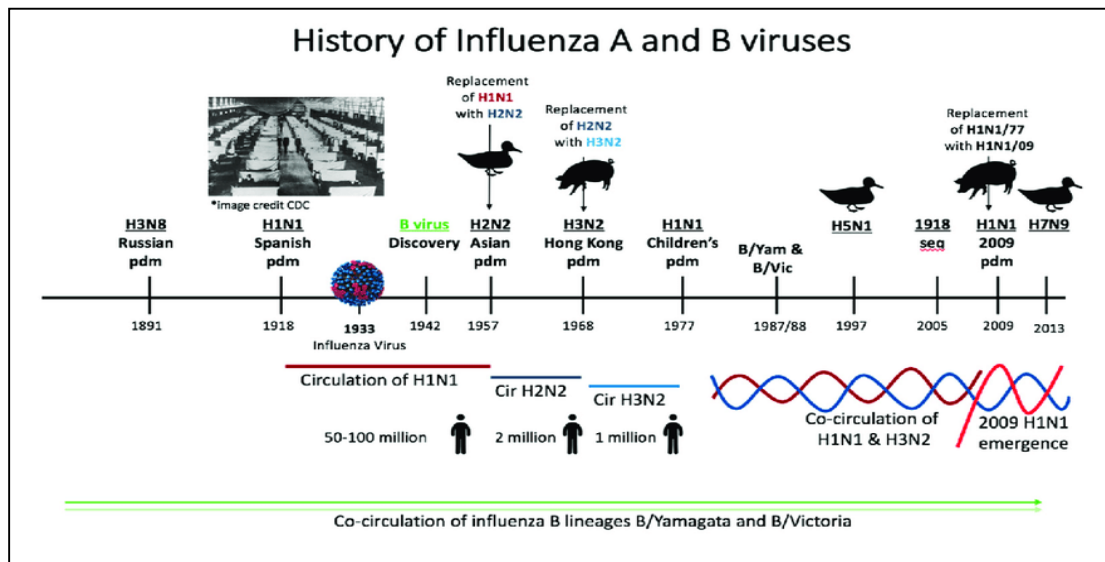 History of Influenza A and B viruses
Replacement
of H1N1
with H2N2
Replacement
of H2N2
with H3N2
Replacement
of H1N1/77
with H1N1/09
*image credit CDC
H3N8
Russian
pdm
H1N1
Spanish
pdm
B virus
Discovery
H2N2
Asian
pdm
H3N2
Hong Kong
pdm
H1N1
Children's
pdm
B/Yam &
B/Vic
H5N1
1918
seq
H1N1
2009
pdm
H7N9
1891
1918
1933
Influenza Virus
1942
1957
1968
1977
1987/88
1997
2005
2009
2013
Circulation of H1N1
Cir H2N2
Cir H3N2
50-100 million
2 million
1 million
Co-circulation of
H1N1 & H3N2
2009 H1N1
emergence
Co-circulation of influenza B lineages B/Yamagata and B/Victoria